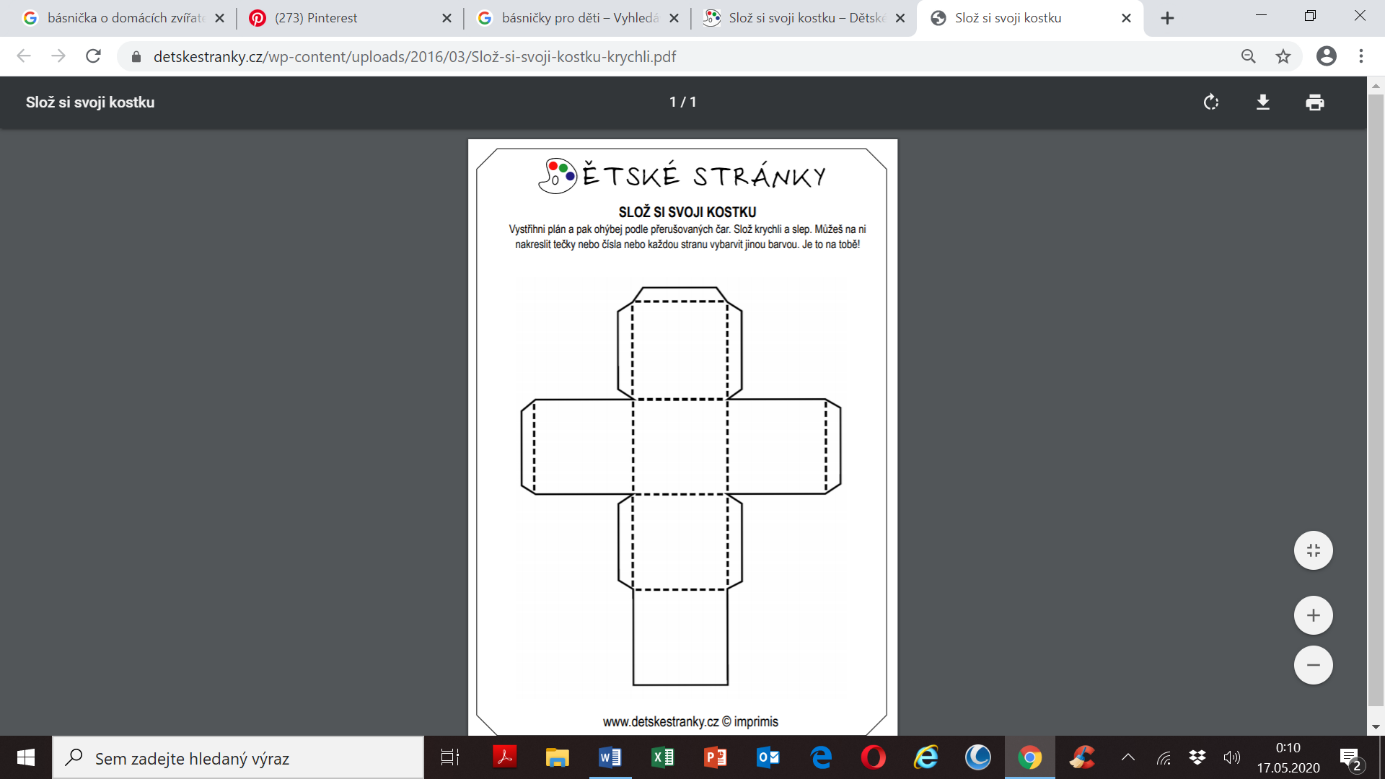 básnička o domácích zvířate
(273) Pinterest
básničky pro děti – Vyhledá
Slož si svoji kostku – Dětské
Slož si svoji kostku
detskestranky.cz/wp-content/uploads/2016/03/Slož-si-svoji-kostku-krychli.pdf
Slož si svoji kostku
1 / 1
ĚTSKÉ STRÁNKY
SLOŽ SI SVOJI KOSTKU
Vystřihni plán a pak ohýbej podle přerušovaných čar. Slož krychli a slep. Můžeš na ni
nakreslit tečky nebo čísla nebo každou stranu vybarvit jinou barvou. Je to na tobě!
www.detskestranky.cz © imprimis
Sem zadejte hledaný výraz
0:10
17.05.2020
2